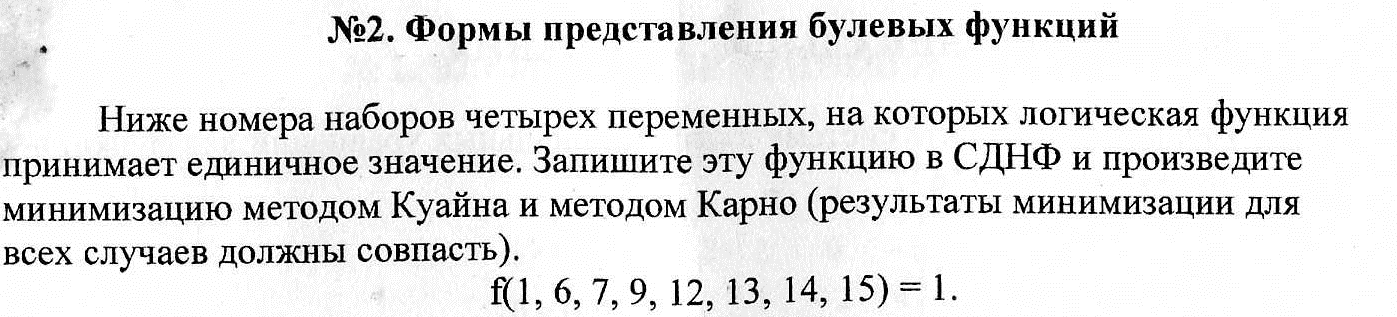 №2. Формы представления булевых функций
Ниже номера наборов четырех переменных, на которых логическая функция
принимает единичное значение. Запишите эту функцию в СДНФ и произведите
минимизацию методом Куайна и методом Карно (результаты минимизации для
всех случаев должны совпасть).
f(1, 6, 7, 9, 12, 13, 14, 15) = 1.